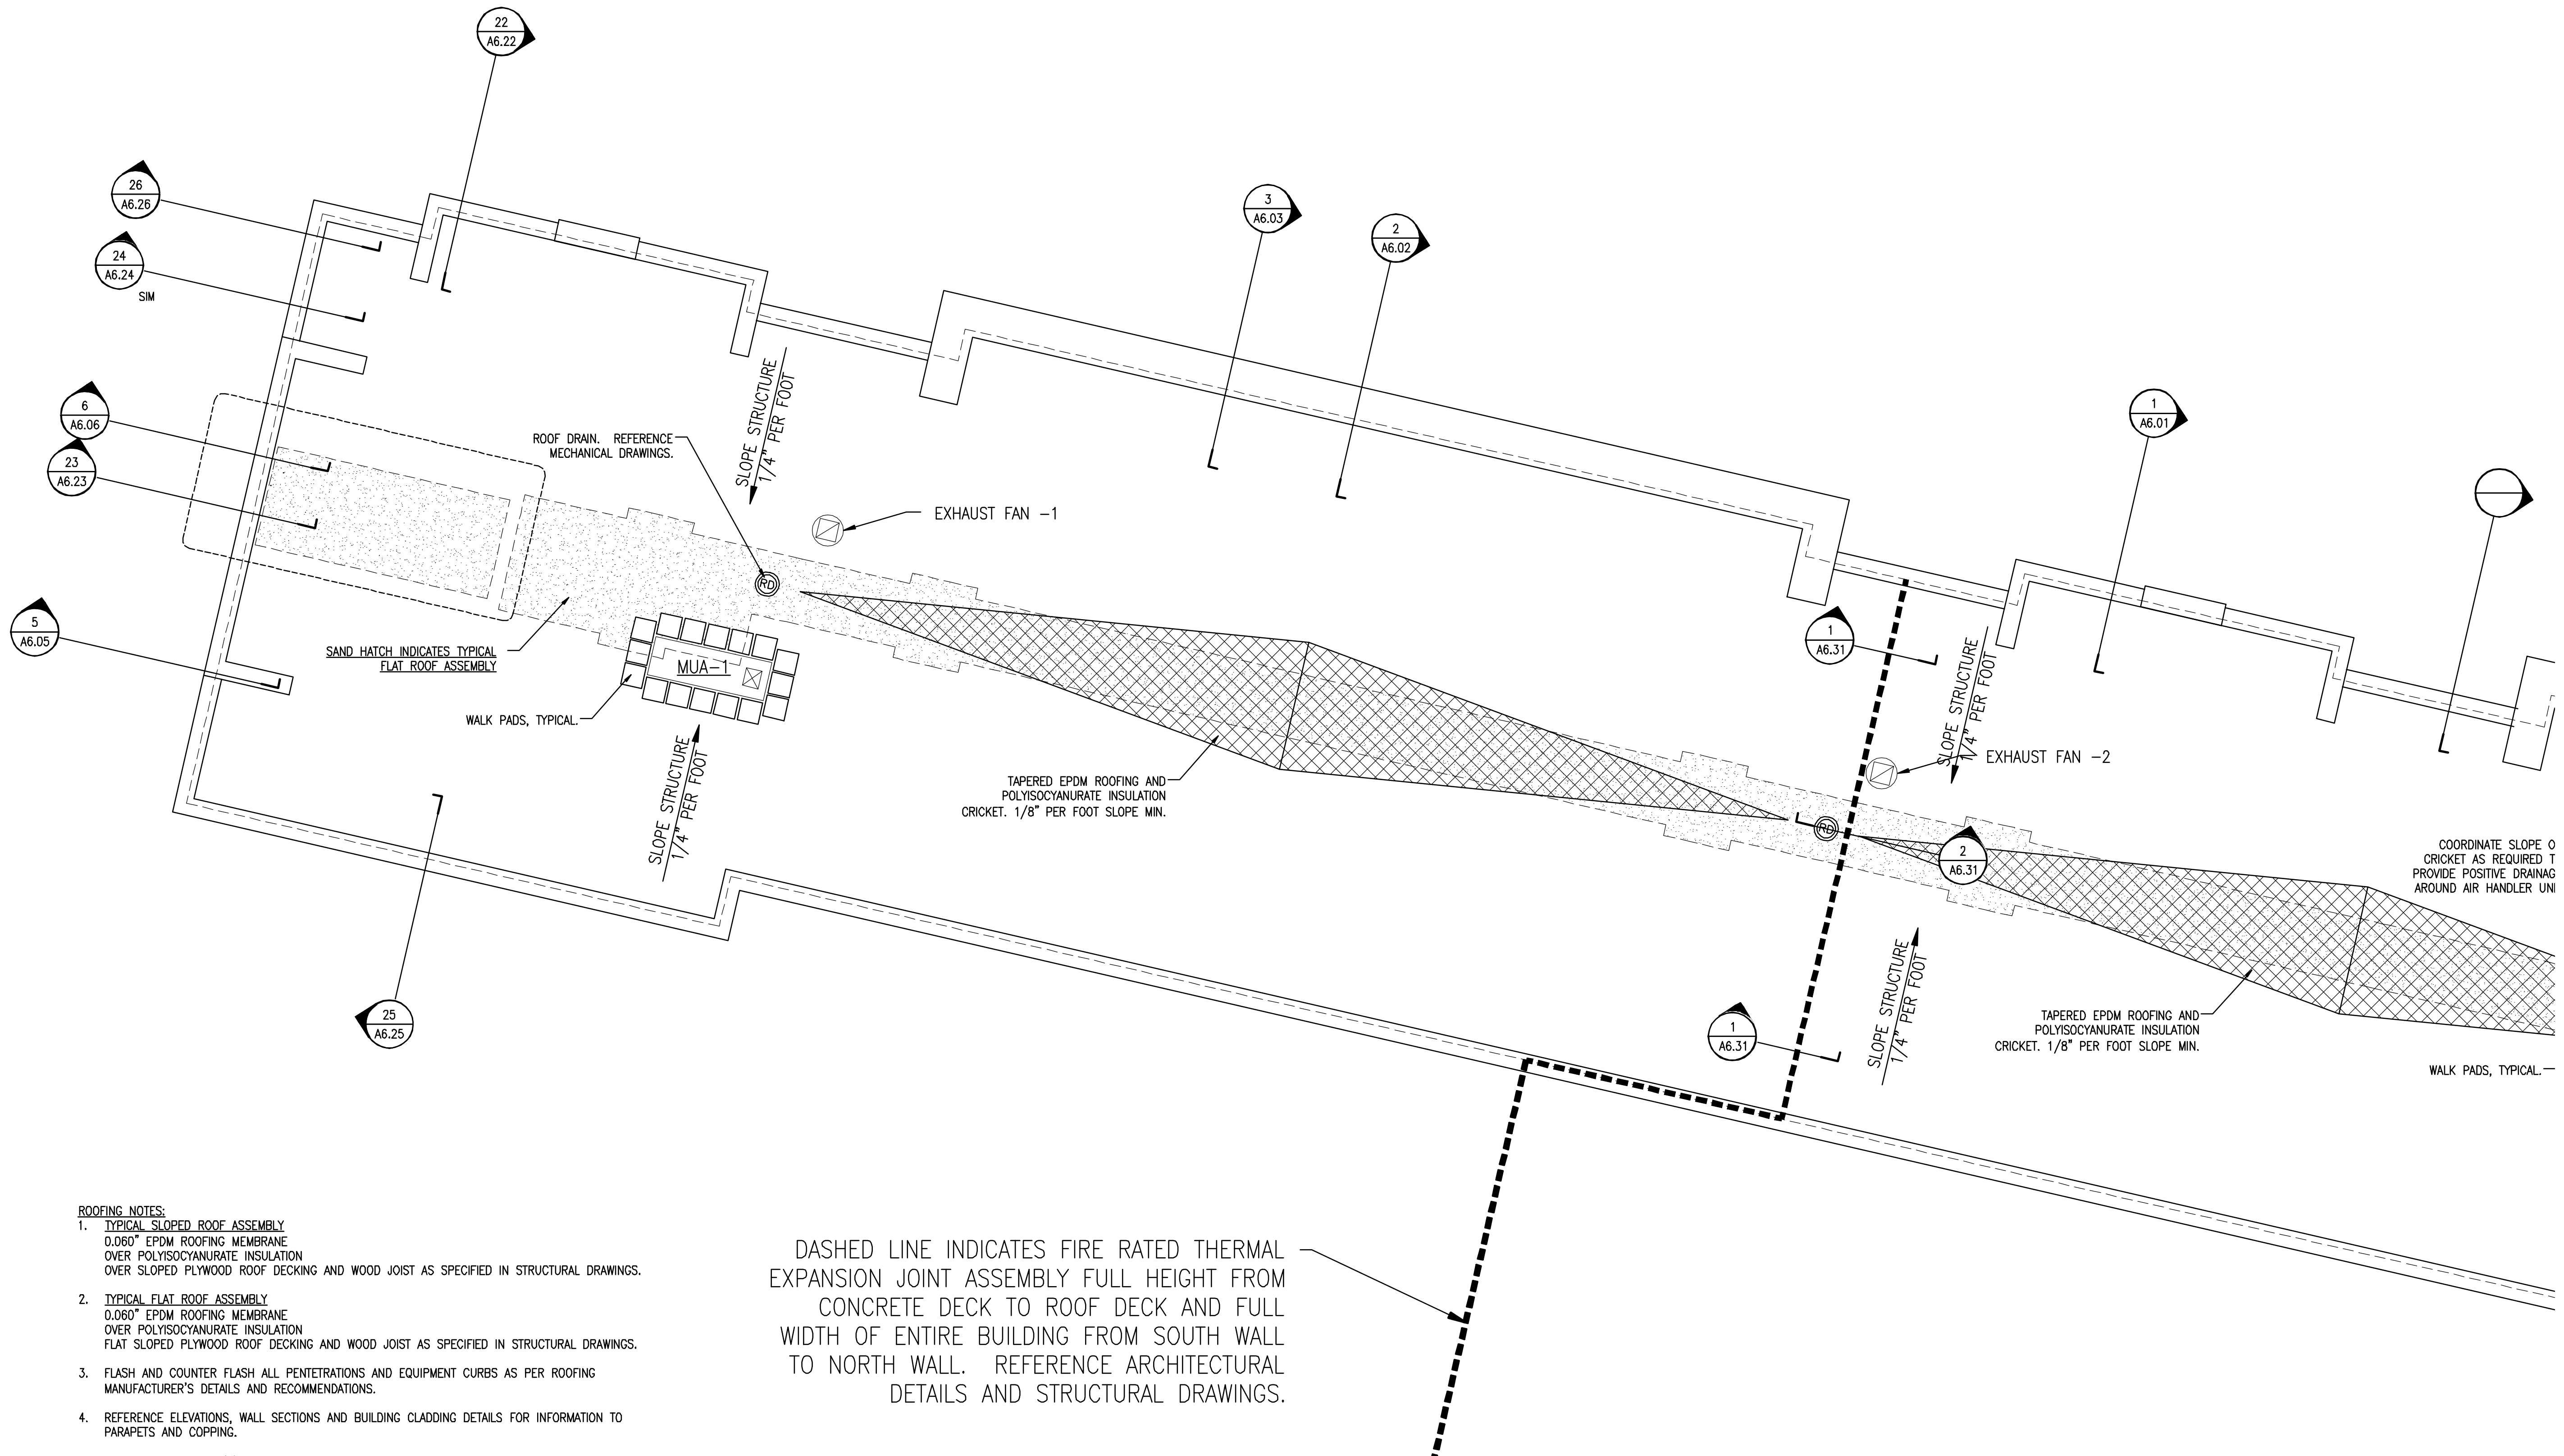 22
A6.22
26
A6.26
24
A6.24
SIM
3
A6.03
2
A6.02
1
A6.01
6
A6.06
23
A6.23
5
A6.05
SLOPE STRUCTURE
1/4" PER FOOT
ROOF DRAIN. REFERENCE
MECHANICAL DRAWINGS.
EXHAUST FAN -1
RD
SAND HATCH INDICATES TYPICAL
FLAT ROOF ASSEMBLY
MUA-1
WALK PADS, TYPICAL.
SLOPE STRUCTURE
1/4" PER FOOT
TAPERED EPDM ROOFING AND
POLYISOCYANURATE INSULATION
CRICKET. 1/8" PER FOOT SLOPE MIN.
1
A6.31
SLOPE STRUCTURE
1/4" PER FOOT
EXHAUST FAN -2
RD
2
A6.31
COORDINATE SLOPE O
CRICKET AS REQUIRED T
PROVIDE POSITIVE DRAINAG
AROUND AIR HANDLER UNI
25
A6.25
1
A6.31
SLOPE STRUCTURE
1/4" PER FOOT
TAPERED EPDM ROOFING AND
POLYISOCYANURATE INSULATION
CRICKET. 1/8" PER FOOT SLOPE MIN.
WALK PADS, TYPICAL.
ROOFING NOTES:
1. TYPICAL SLOPED ROOF ASSEMBLY
0.060" EPDM ROOFING MEMBRANE
OVER POLYISOCYANURATE INSULATION
OVER SLOPED PLYWOOD ROOF DECKING AND WOOD JOIST AS SPECIFIED IN STRUCTURAL DRAWINGS.
2. TYPICAL FLAT ROOF ASSEMBLY
0.060" EPDM ROOFING MEMBRANE
OVER POLYISOCYANURATE INSULATION
FLAT SLOPED PLYWOOD ROOF DECKING AND WOOD JOIST AS SPECIFIED IN STRUCTURAL DRAWINGS.
3. FLASH AND COUNTER FLASH ALL PENTETRATIONS AND EQUIPMENT CURBS AS PER ROOFING
MANUFACTURER'S DETAILS AND RECOMMENDATIONS.
4. REFERENCE ELEVATIONS, WALL SECTIONS AND BUILDING CLADDING DETAILS FOR INFORMATION TO
PARAPETS AND COPPING.
DASHED LINE INDICATES FIRE RATED THERMAL
EXPANSION JOINT ASSEMBLY FULL HEIGHT FROM
CONCRETE DECK TO ROOF DECK AND FULL
WIDTH OF ENTIRE BUILDING FROM SOUTH WALL
TO NORTH WALL. REFERENCE ARCHITECTURAL
DETAILS AND STRUCTURAL DRAWINGS.